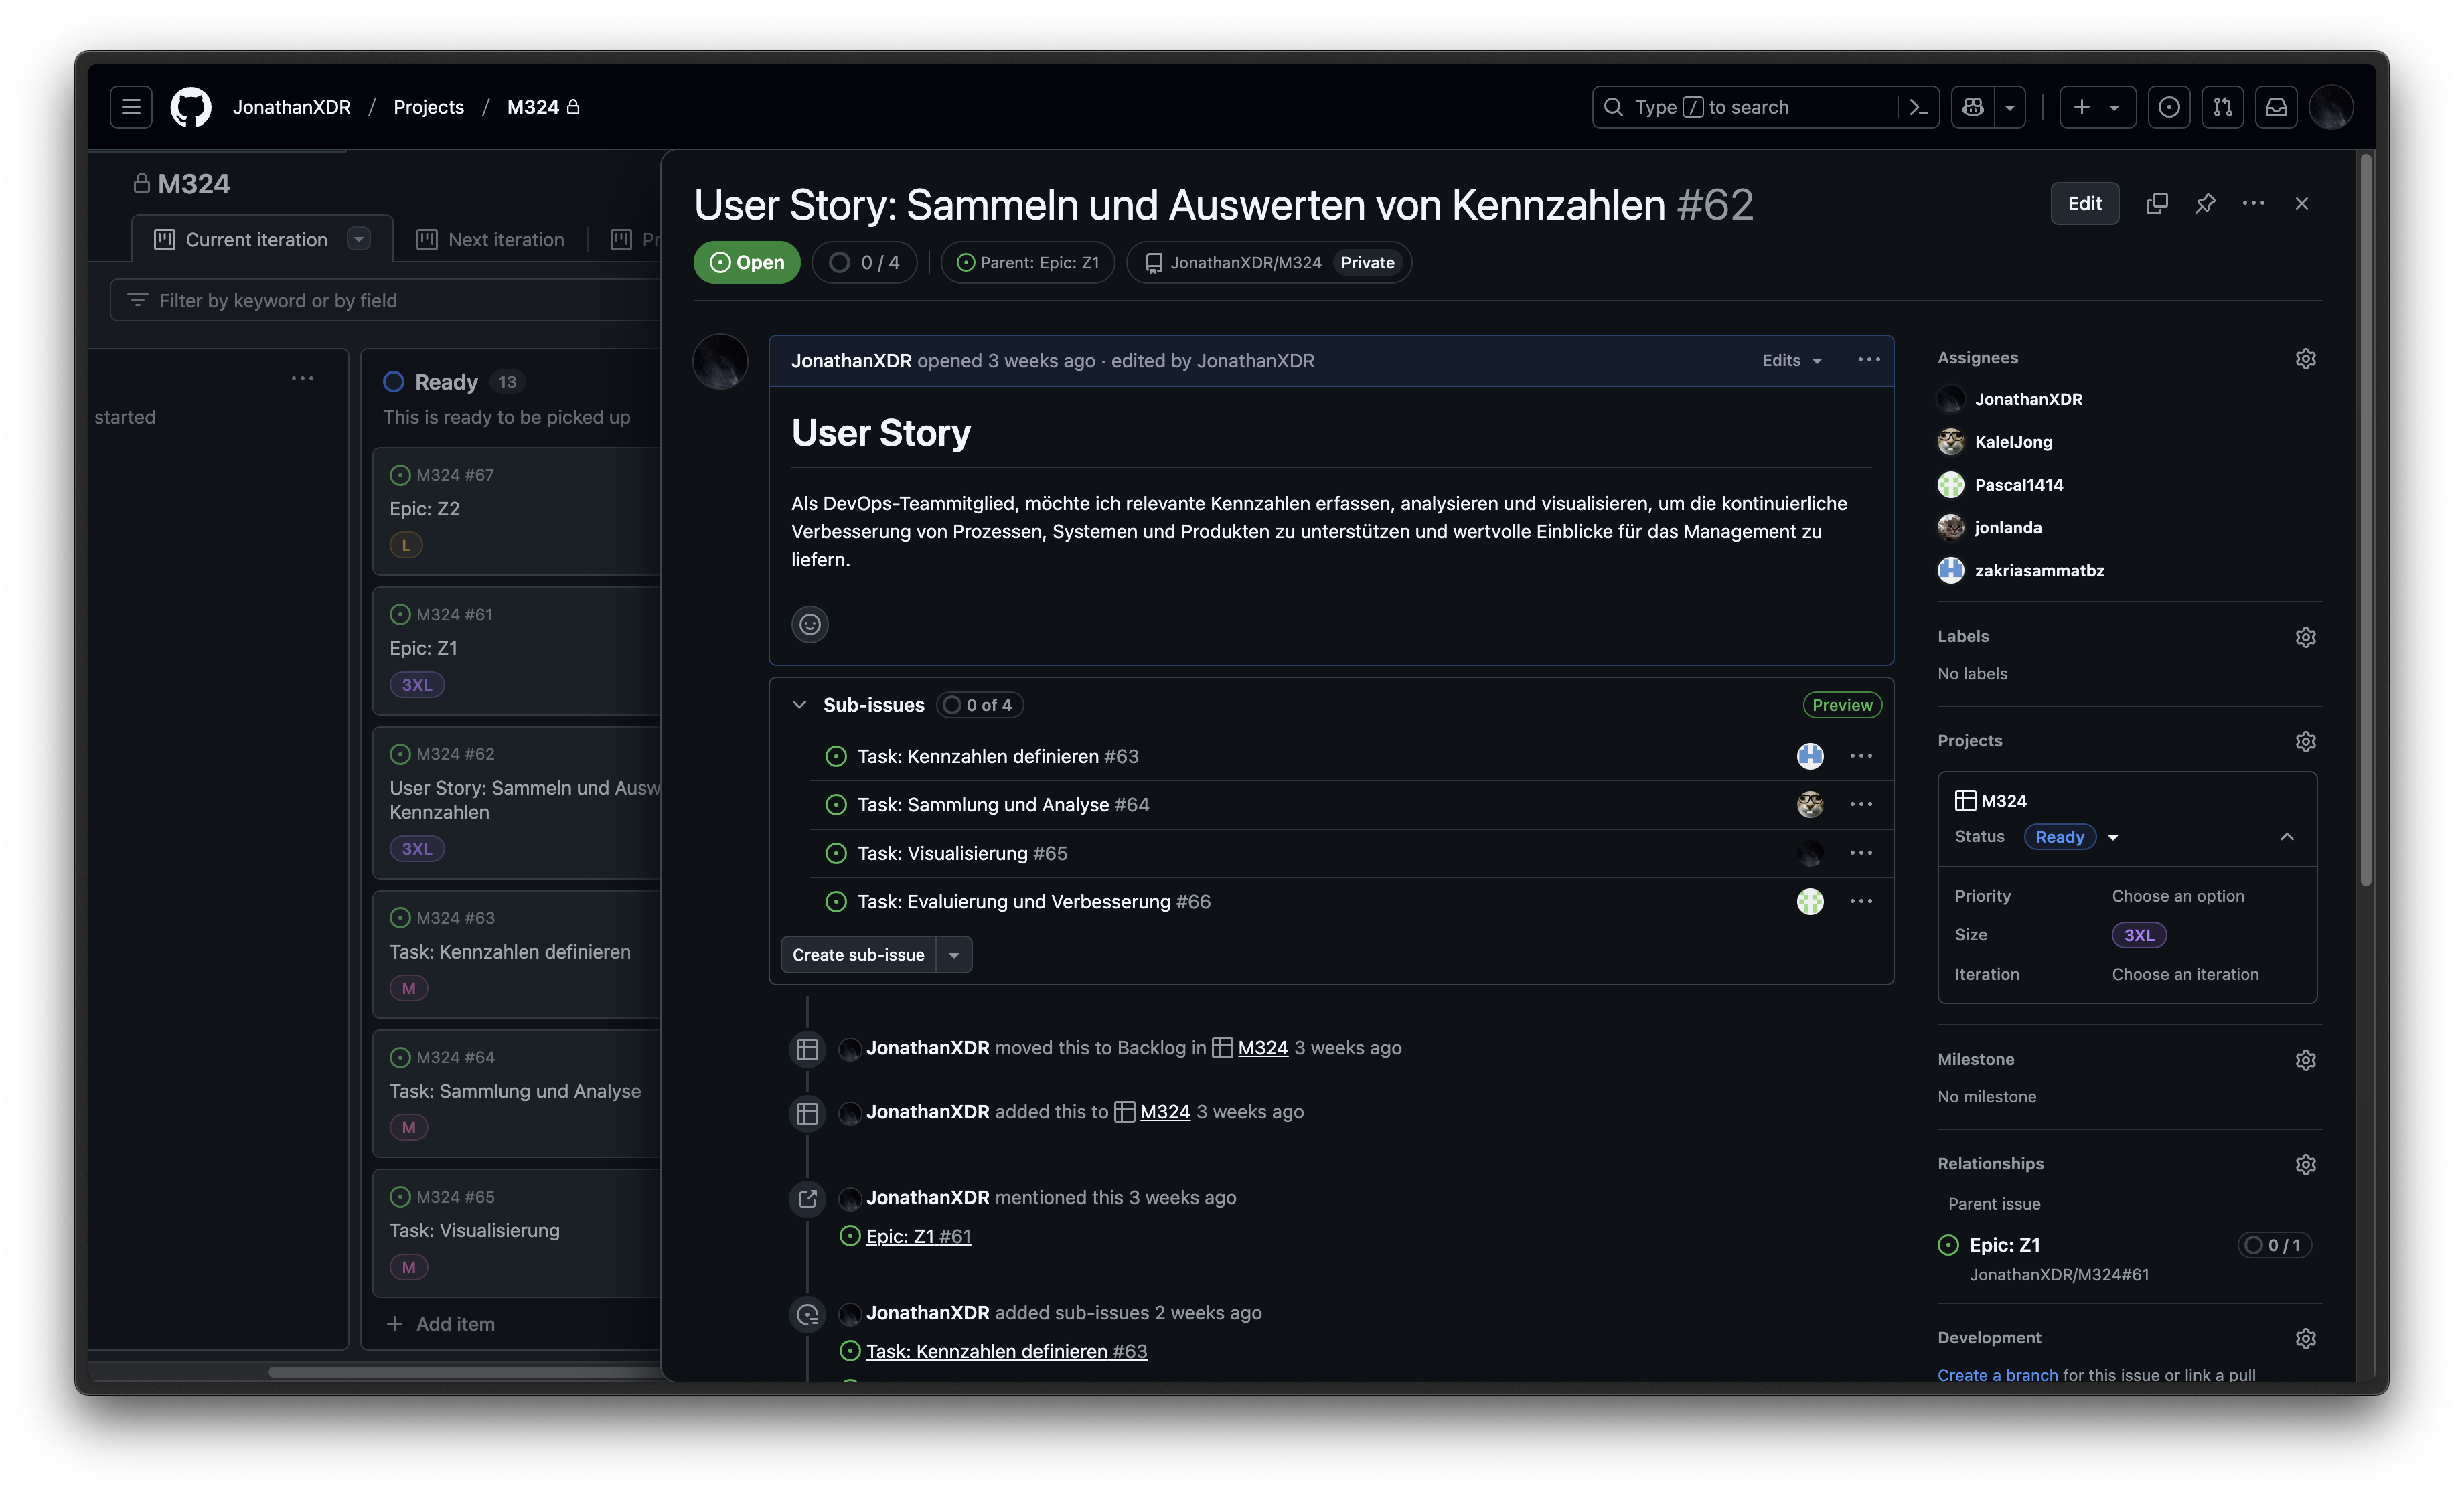 JonathanXDR / Projects / M324
Type / to search
M324
Current iteration
Next iteration
Pr
Filter by keyword or by field
started
Ready 13
This is ready to be picked up
M324 #67
Epic: Z2
L
M324 #61
Epic: Z1
3XL
M324 #62
User Story: Sammeln und Ausw
Kennzahlen
3XL
M324 #63
Task: Kennzahlen definieren
M
M324 #64
Task: Sammlung und Analyse
M
M324 #65
Task: Visualisierung
M
+ Add item
User Story: Sammeln und Auswerten von Kennzahlen #62
Edit
Open
0 / 4
Parent: Epic: Z1
JonathanXDR/M324 Private
JonathanXDR opened 3 weeks ago · edited by JonathanXDR
Edits
User Story
Als DevOps-Teammitglied, möchte ich relevante Kennzahlen erfassen, analysieren und visualisieren, um die kontinuierliche
Verbesserung von Prozessen, Systemen und Produkten zu unterstützen und wertvolle Einblicke für das Management zu
liefern.
Sub-issues 0 of 4
Preview
Task: Kennzahlen definieren #63
Task: Sammlung und Analyse #64
Task: Visualisierung #65
Task: Evaluierung und Verbesserung #66
Create sub-issue
JonathanXDR moved this to Backlog in M324 3 weeks ago
JonathanXDR added this to M324 3 weeks ago
JonathanXDR mentioned this 3 weeks ago
Epic: Z1 #61
JonathanXDR added sub-issues 2 weeks ago
Task: Kennzahlen definieren #63
Assignees
JonathanXDR
KalelJong
Pascal1414
jonlanda
zakriasammatbz
Labels
No labels
Projects
M324
Status Ready
Priority Choose an option
Size 3XL
Iteration Choose an iteration
Milestone
No milestone
Relationships
Parent issue
Epic: Z1 0 / 1
JonathanXDR/M324#61
Development
Create a branch for this issue or link a pull